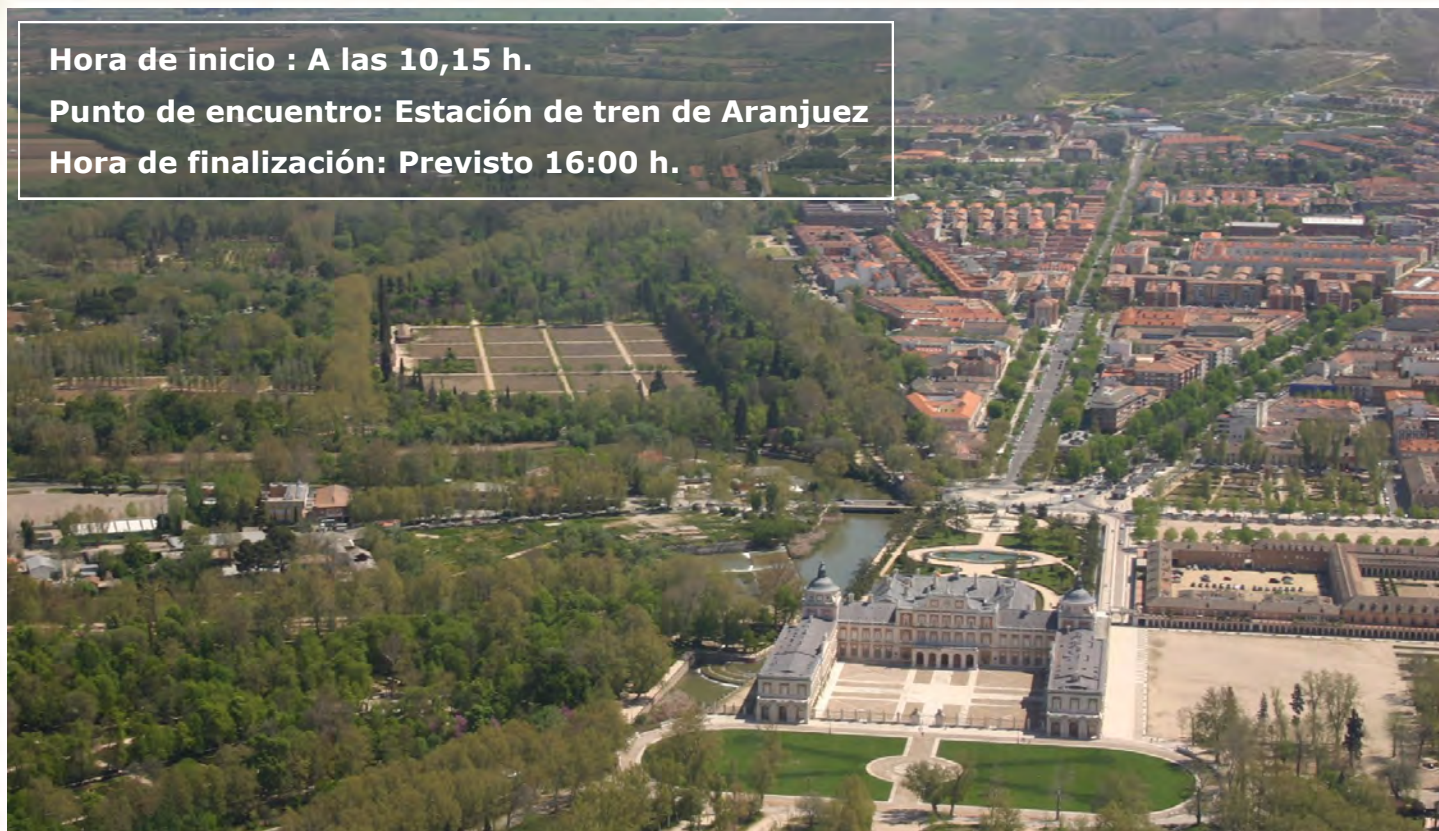 Hora de inicio : A las 10,15 h.
Punto de encuentro: Estación de tren de Aranjuez
Hora de finalización: Previsto 16:00 h.